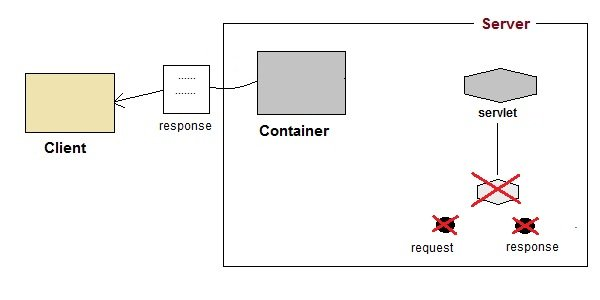 Server
......
.......
response
Container
Client
servlet
request
response